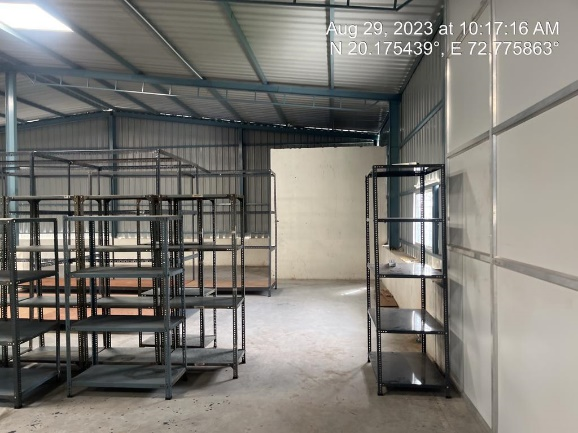 Aug 29, 2023 at 10:17:16 AM
N 20.175439°, E 72.775863°